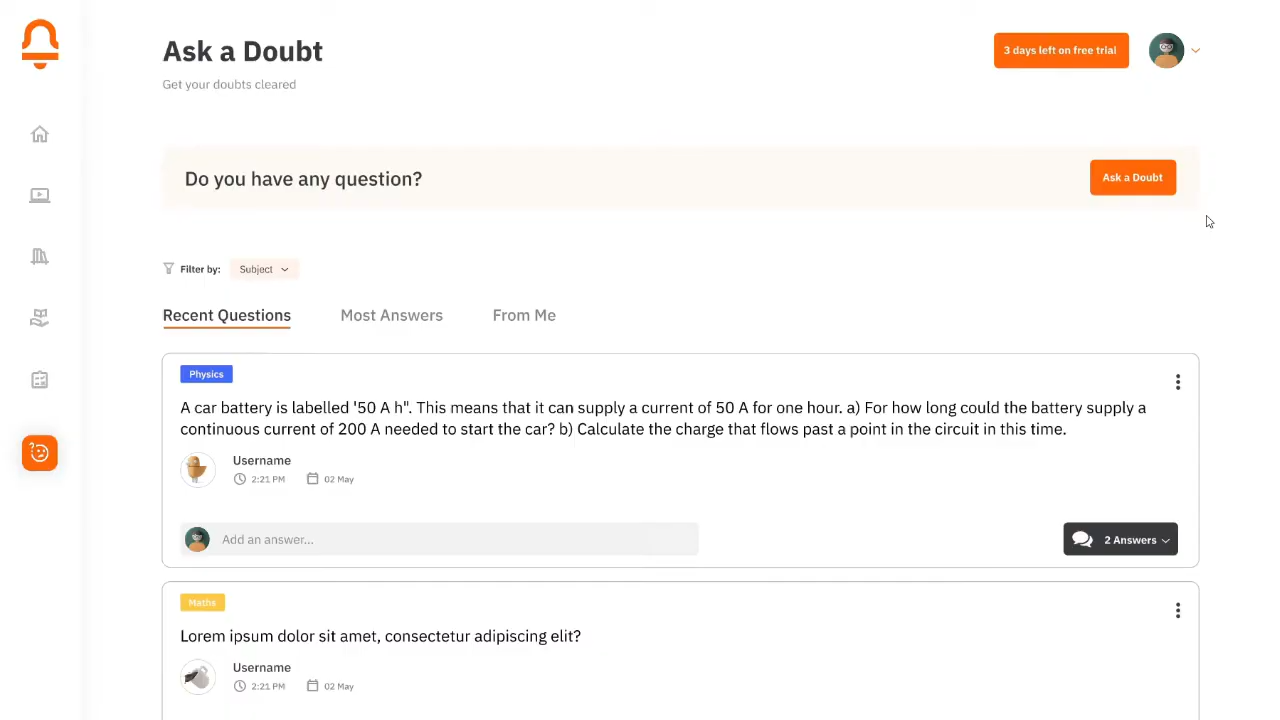 Ask a Doubt
3 days left on free trial
Get your doubts cleared
Do you have any question?
Ask a Doubt
Filter by:
Subject
Recent Questions
Most Answers
From Me
Physics
A car battery is labelled '50 A h". This means that it can supply a current of 50 A for one hour. a) For how long could the battery supply a
continuous current of 200 A needed to start the car? b) Calculate the charge that flows past a point in the circuit in this time.
Username
2:21 PM
02 May
Add an answer...
2 Answers
Maths
Lorem ipsum dolor sit amet, consectetur adipiscing elit?
Username
2:21 PM
02 May